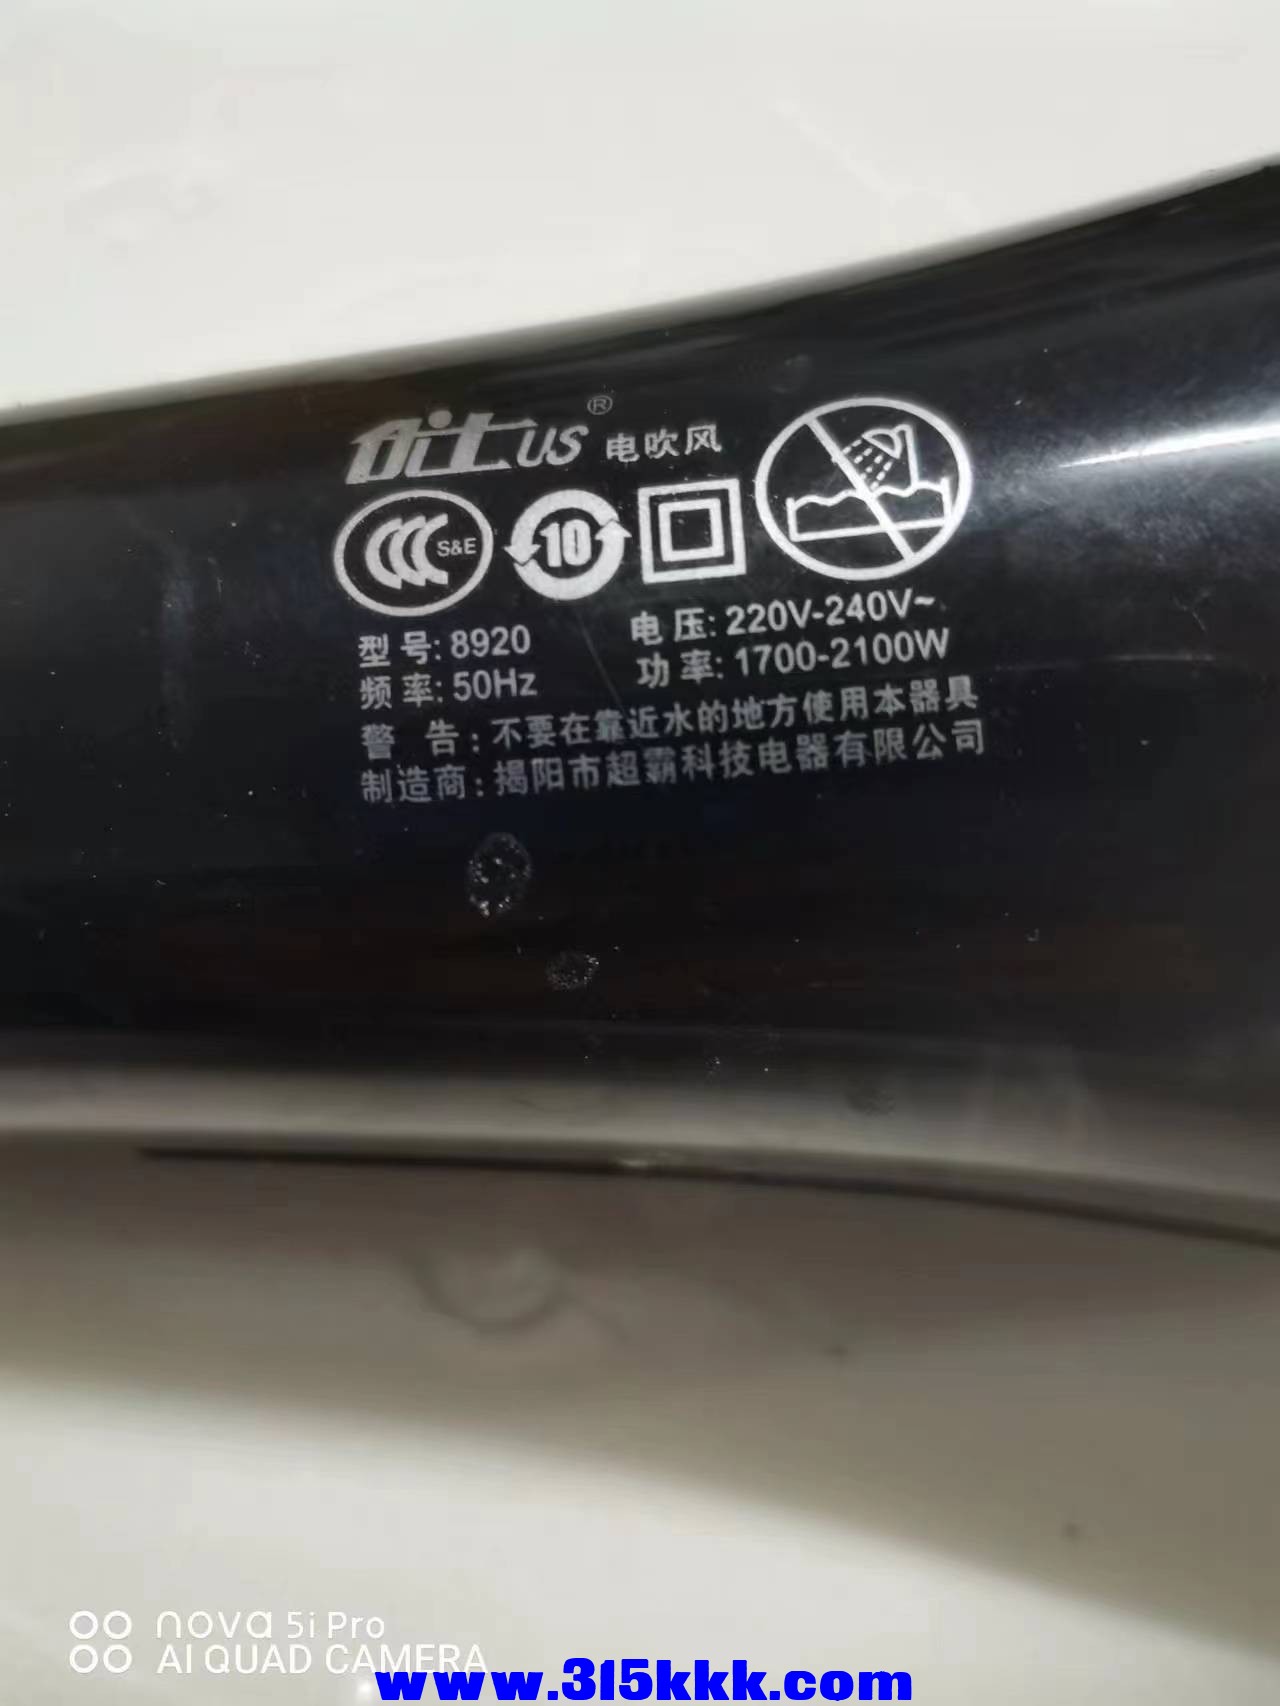 us® 电吹风
CCC S&E 10
型号: 8920 电压: 220V-240V~
频率: 50Hz 功率: 1700-2100W
警 告: 不要在靠近水的地方使用本器具
制造商: 揭阳市超霸科技电器有限公司
nova 5i Pro
AI QUAD CAMERA
www.315kkk.com